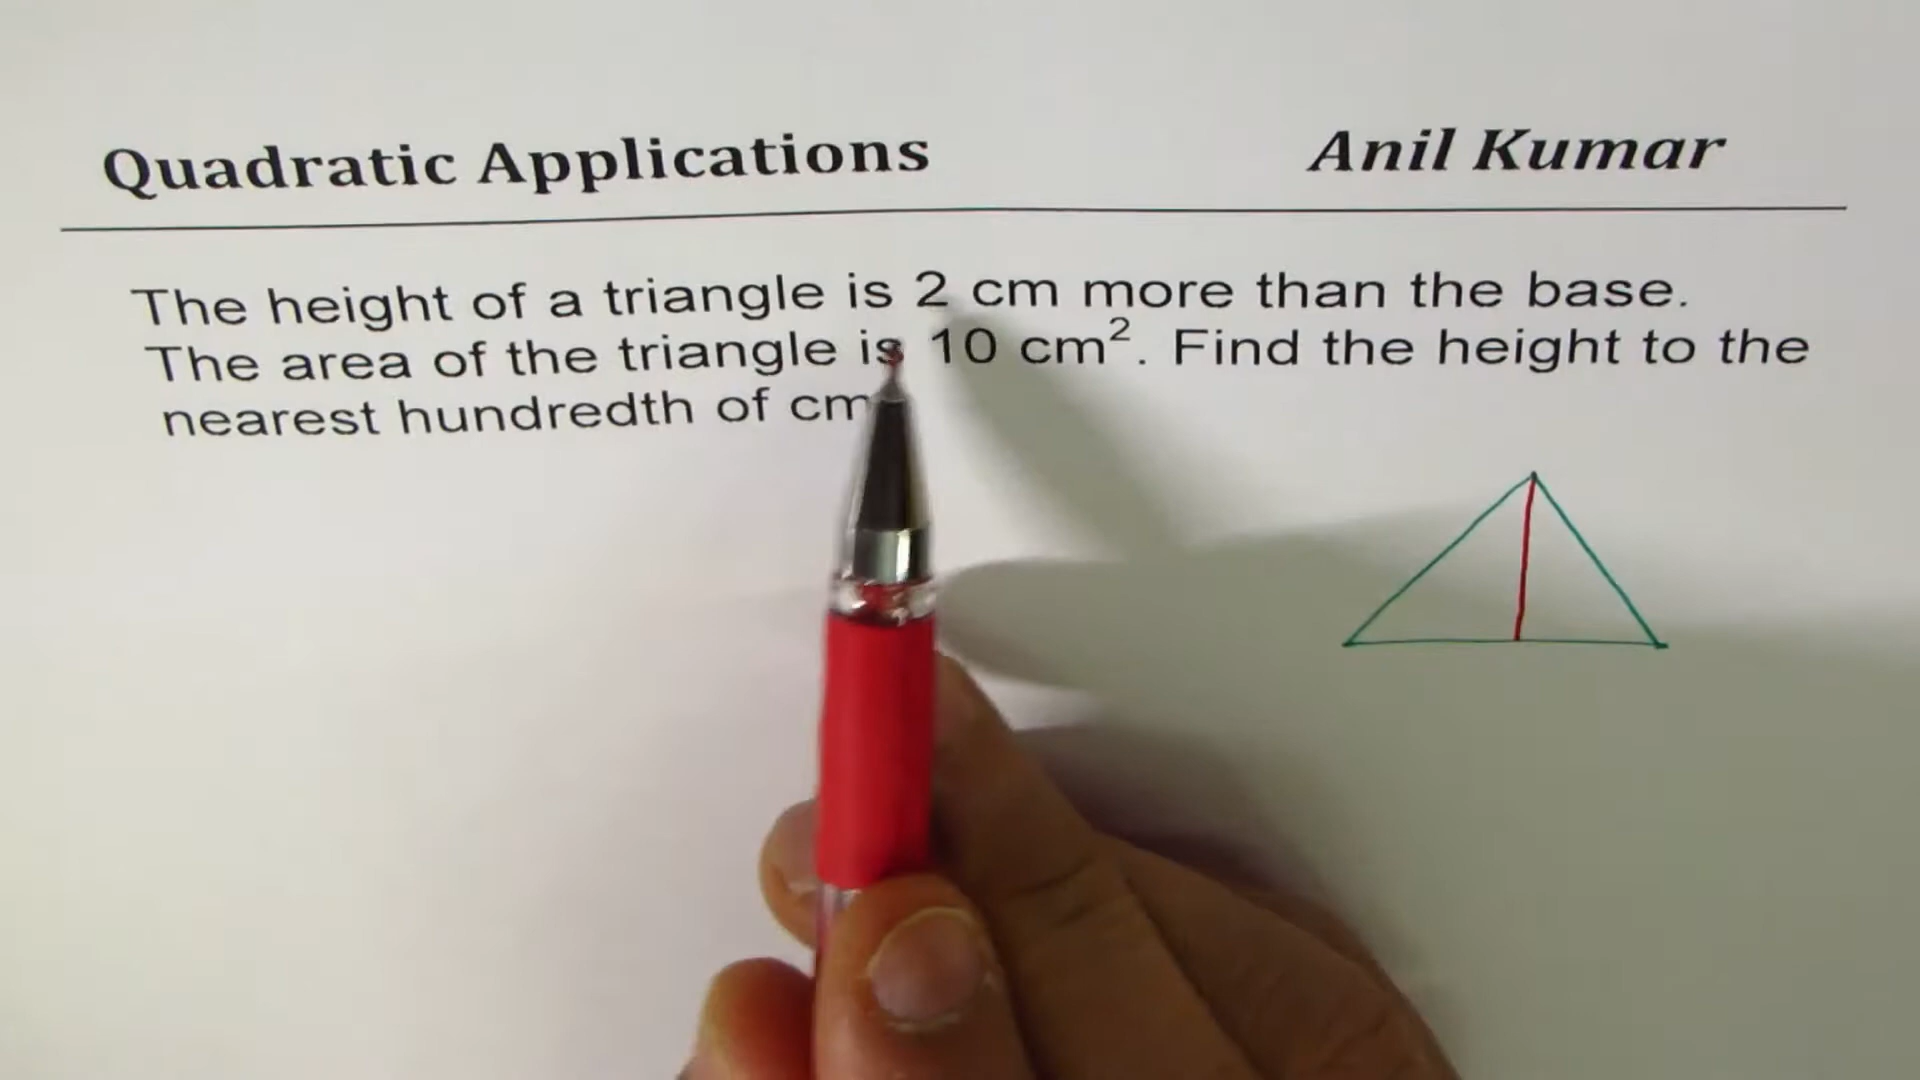 Quadratic Applications Anil Kumar
The height of a triangle is 2 cm more than the base.
The area of the triangle is 10 cm². Find the height to the
nearest hundredth of cm